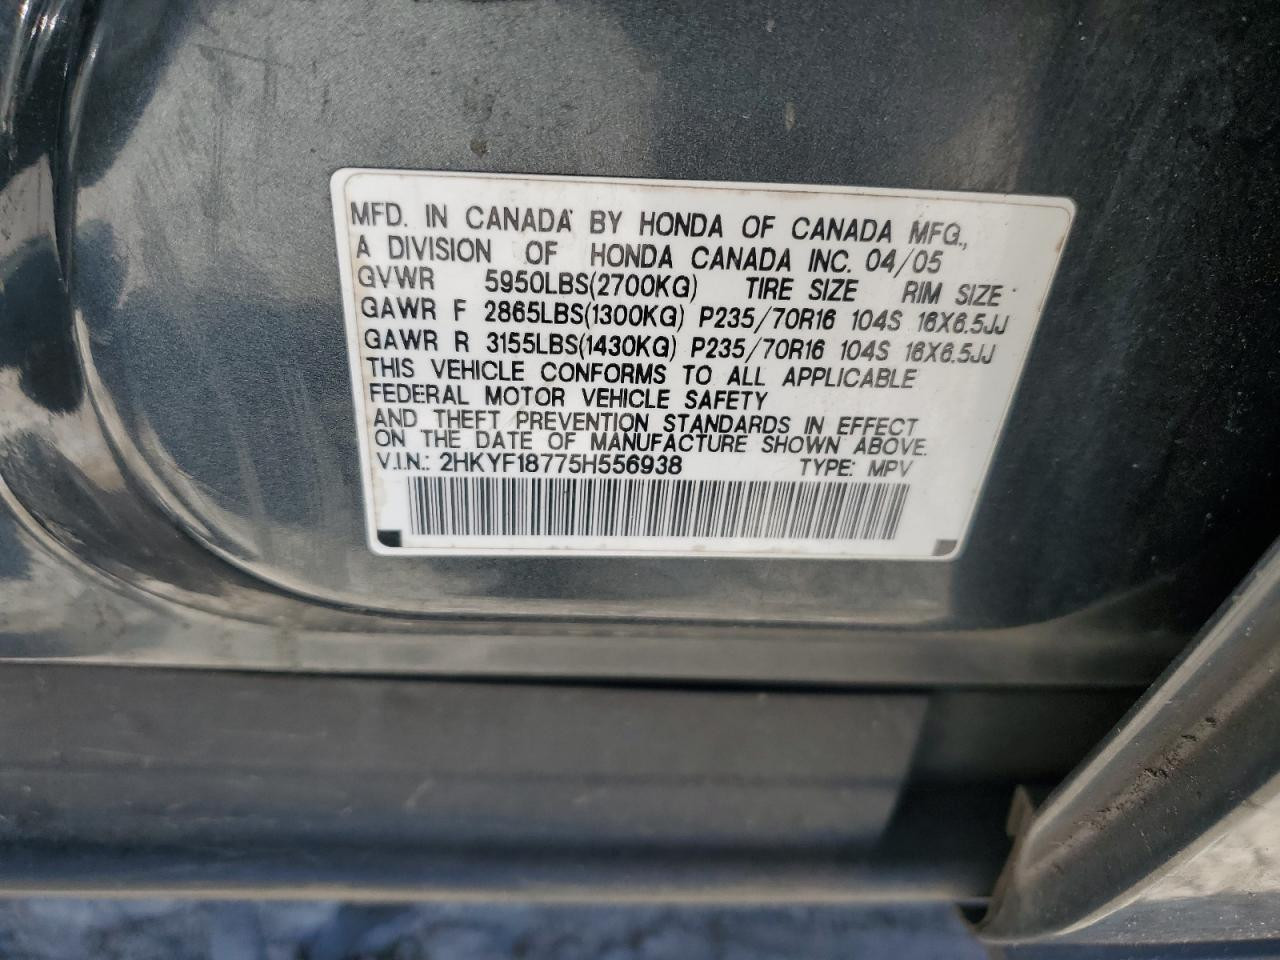 MFD. IN CANADA BY HONDA OF CANADA MFG.,
A DIVISION OF HONDA CANADA INC. 04/05
GVWR 5950LBS(2700KG) TIRE SIZE RIM SIZE
GAWR F 2865LBS(1300KG) P235/70R16 104S 16X6.5JJ
GAWR R 3155LBS(1430KG) P235/70R16 104S 16X6.5JJ
THIS VEHICLE CONFORMS TO ALL APPLICABLE
FEDERAL MOTOR VEHICLE SAFETY
AND THEFT PREVENTION STANDARDS IN EFFECT
ON THE DATE OF MANUFACTURE SHOWN ABOVE.
V.I.N.: 2HKYF18775H556938 TYPE: MPV